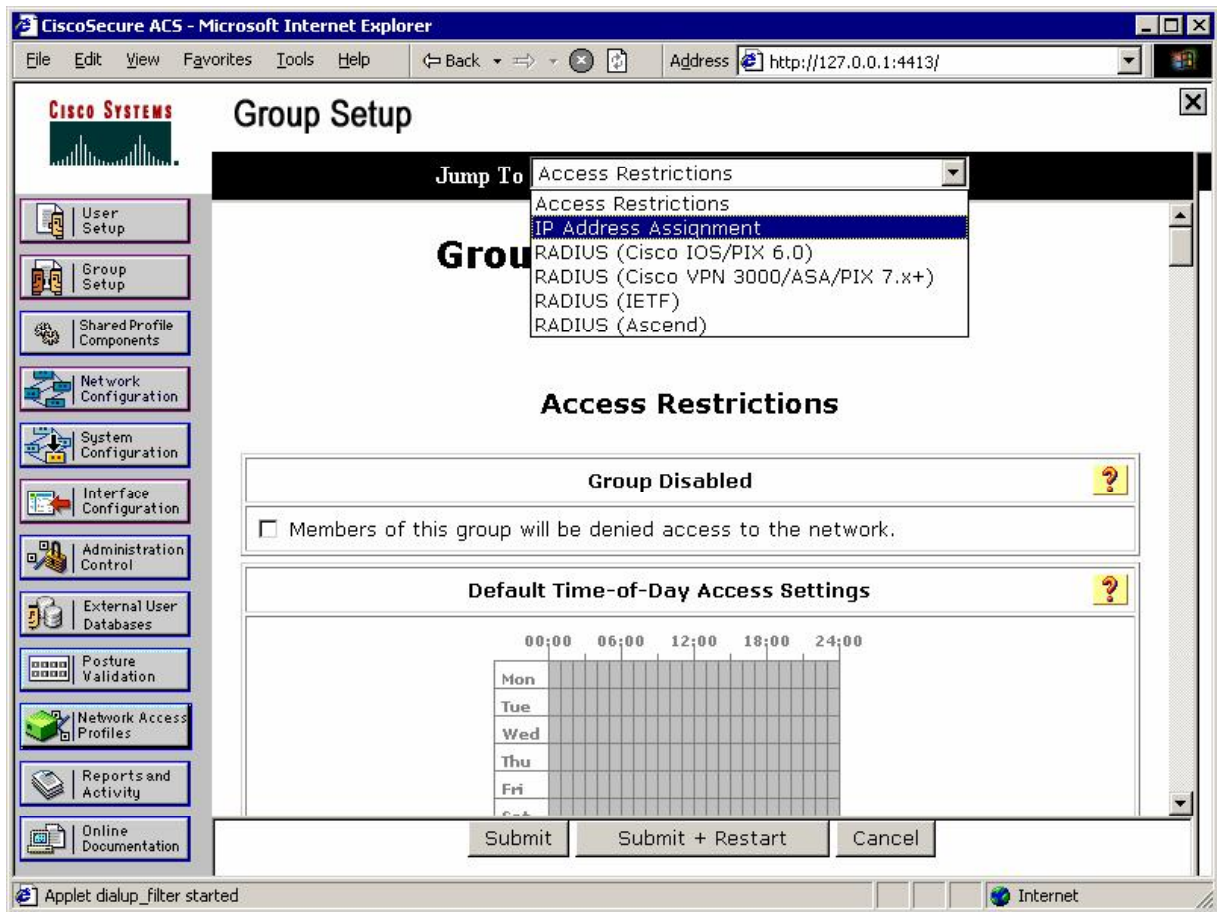 CiscoSecure ACS - Microsoft Internet Explorer
File Edit View Favorites Tools Help Back Address http://127.0.0.1:4413/
CISCO SYSTEMS
Group Setup
Jump To Access Restrictions
Access Restrictions
IP Address Assignment
RADIUS (Cisco IOS/PIX 6.0)
RADIUS (Cisco VPN 3000/ASA/PIX 7.x+)
RADIUS (IETF)
RADIUS (Ascend)
User
Setup
Group
Setup
Shared Profile
Components
Network
Configuration
System
Configuration
Interface
Configuration
Administration
Control
External User
Databases
Posture
Validation
Network Access
Profiles
Reports and
Activity
Online
Documentation
Grou
Access Restrictions
Group Disabled ?
Members of this group will be denied access to the network.
Default Time-of-Day Access Settings ?
00:00 06:00 12:00 18:00 24:00
Mon
Tue
Wed
Thu
Fri
Submit Submit + Restart Cancel
Applet dialup_filter started Internet